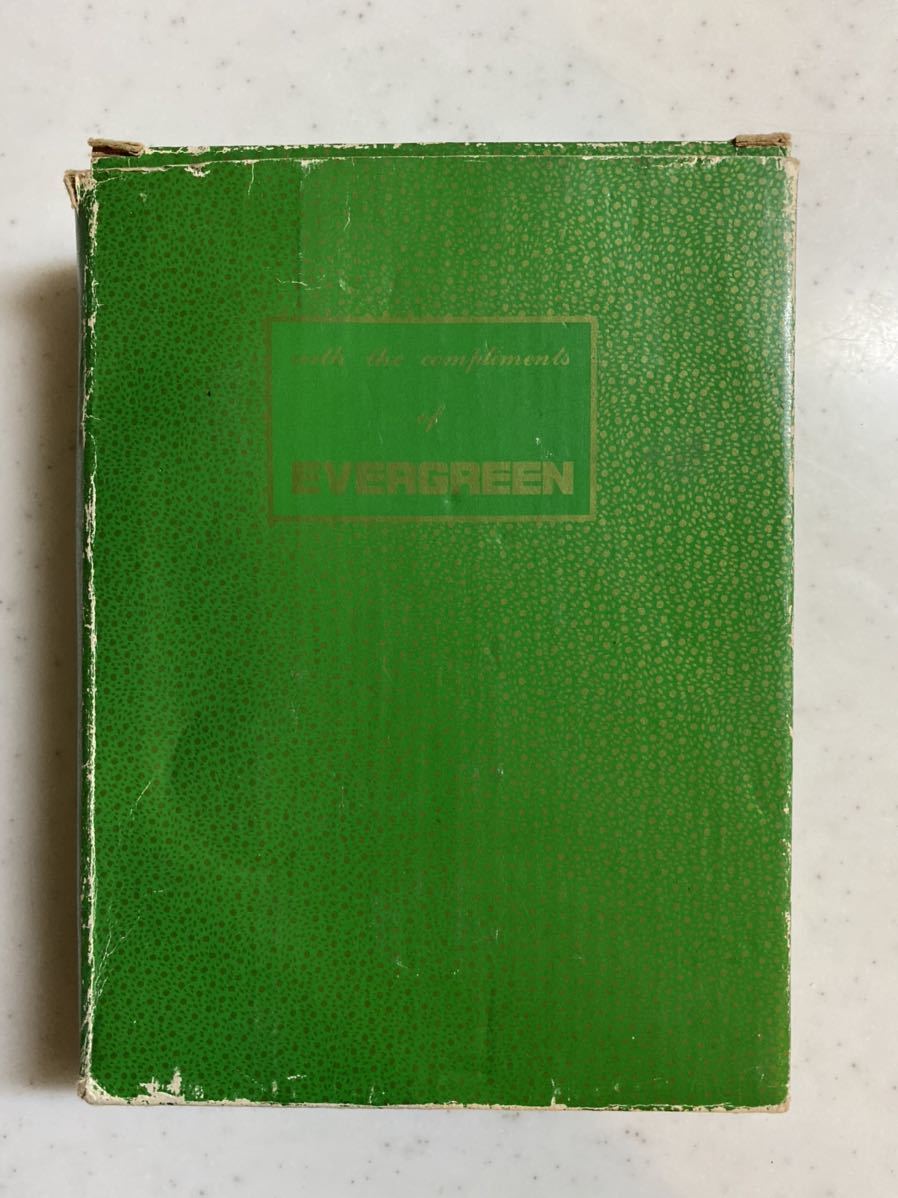 with the compliments
of
EVERGREEN